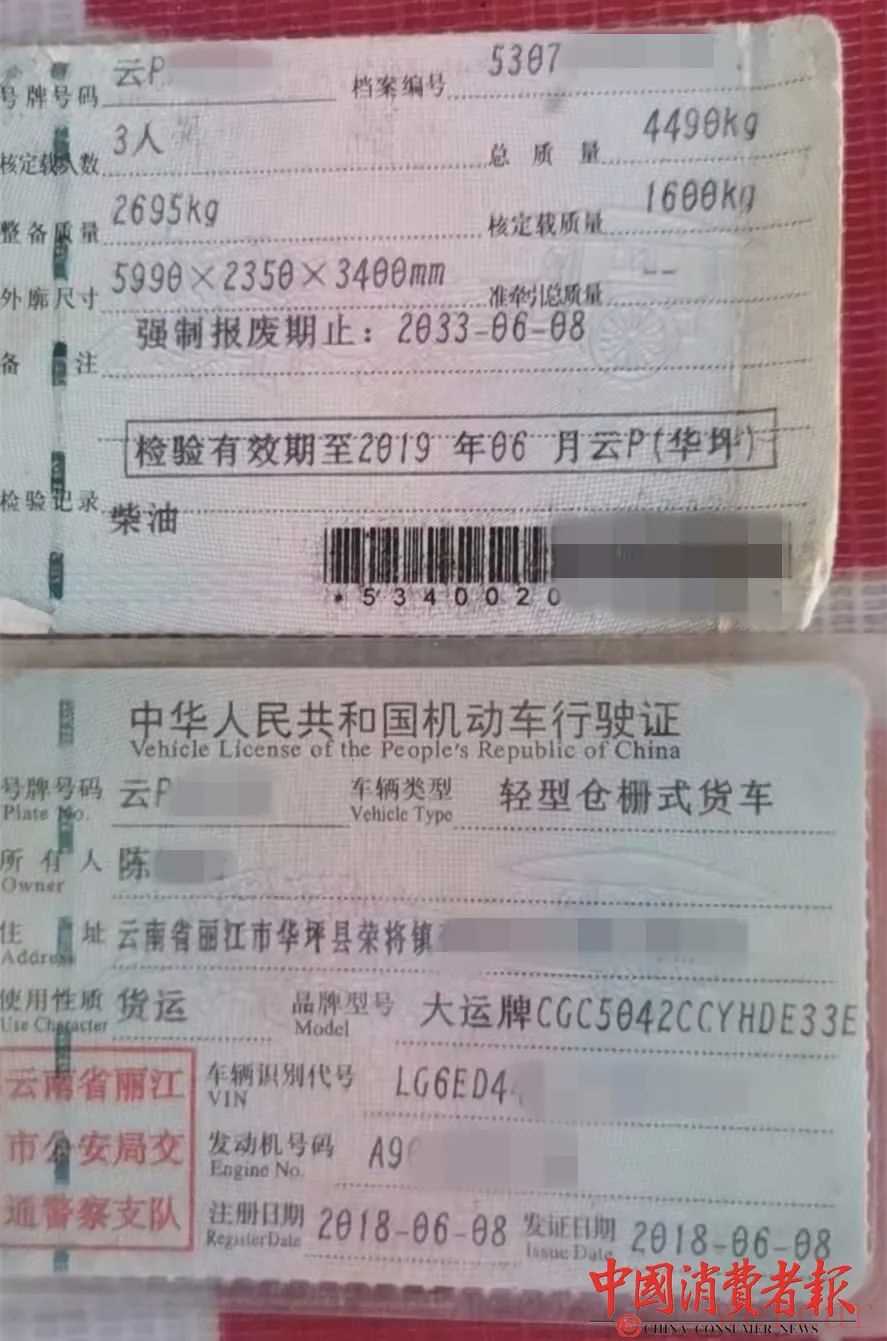 号牌号码 云P 档案编号 5307
核定载人数 3人 总质量 4490kg
整备质量 2695kg 核定载质量 1600kg
外廓尺寸 5990×2350×3400mm 准牵引总质量 --
备注 强制报废期止：2033-06-08
检验有效期至2019 年06 月云P(华坪)
检验记录 柴油
*5340020
中华人民共和国机动车行驶证
Vehicle License of the People's Republic of China
号牌号码 云P 车辆类型 轻型仓栅式货车
Plate No. Vehicle Type
所有人 陈
Owner
住址 云南省丽江市华坪县荣将镇
Address
使用性质 货运 品牌型号 大运牌CGC5042CCYHDE33E
Use Character Model
云南省丽江
市公安局交
通警察支队
车辆识别代号 LG6ED44
VIN
发动机号码 A9
Engine No.
注册日期 2018-06-08 发证日期 2018-06-08
Register Date Issue Date
中國消費者報
CHINA CONSUMER NEWS